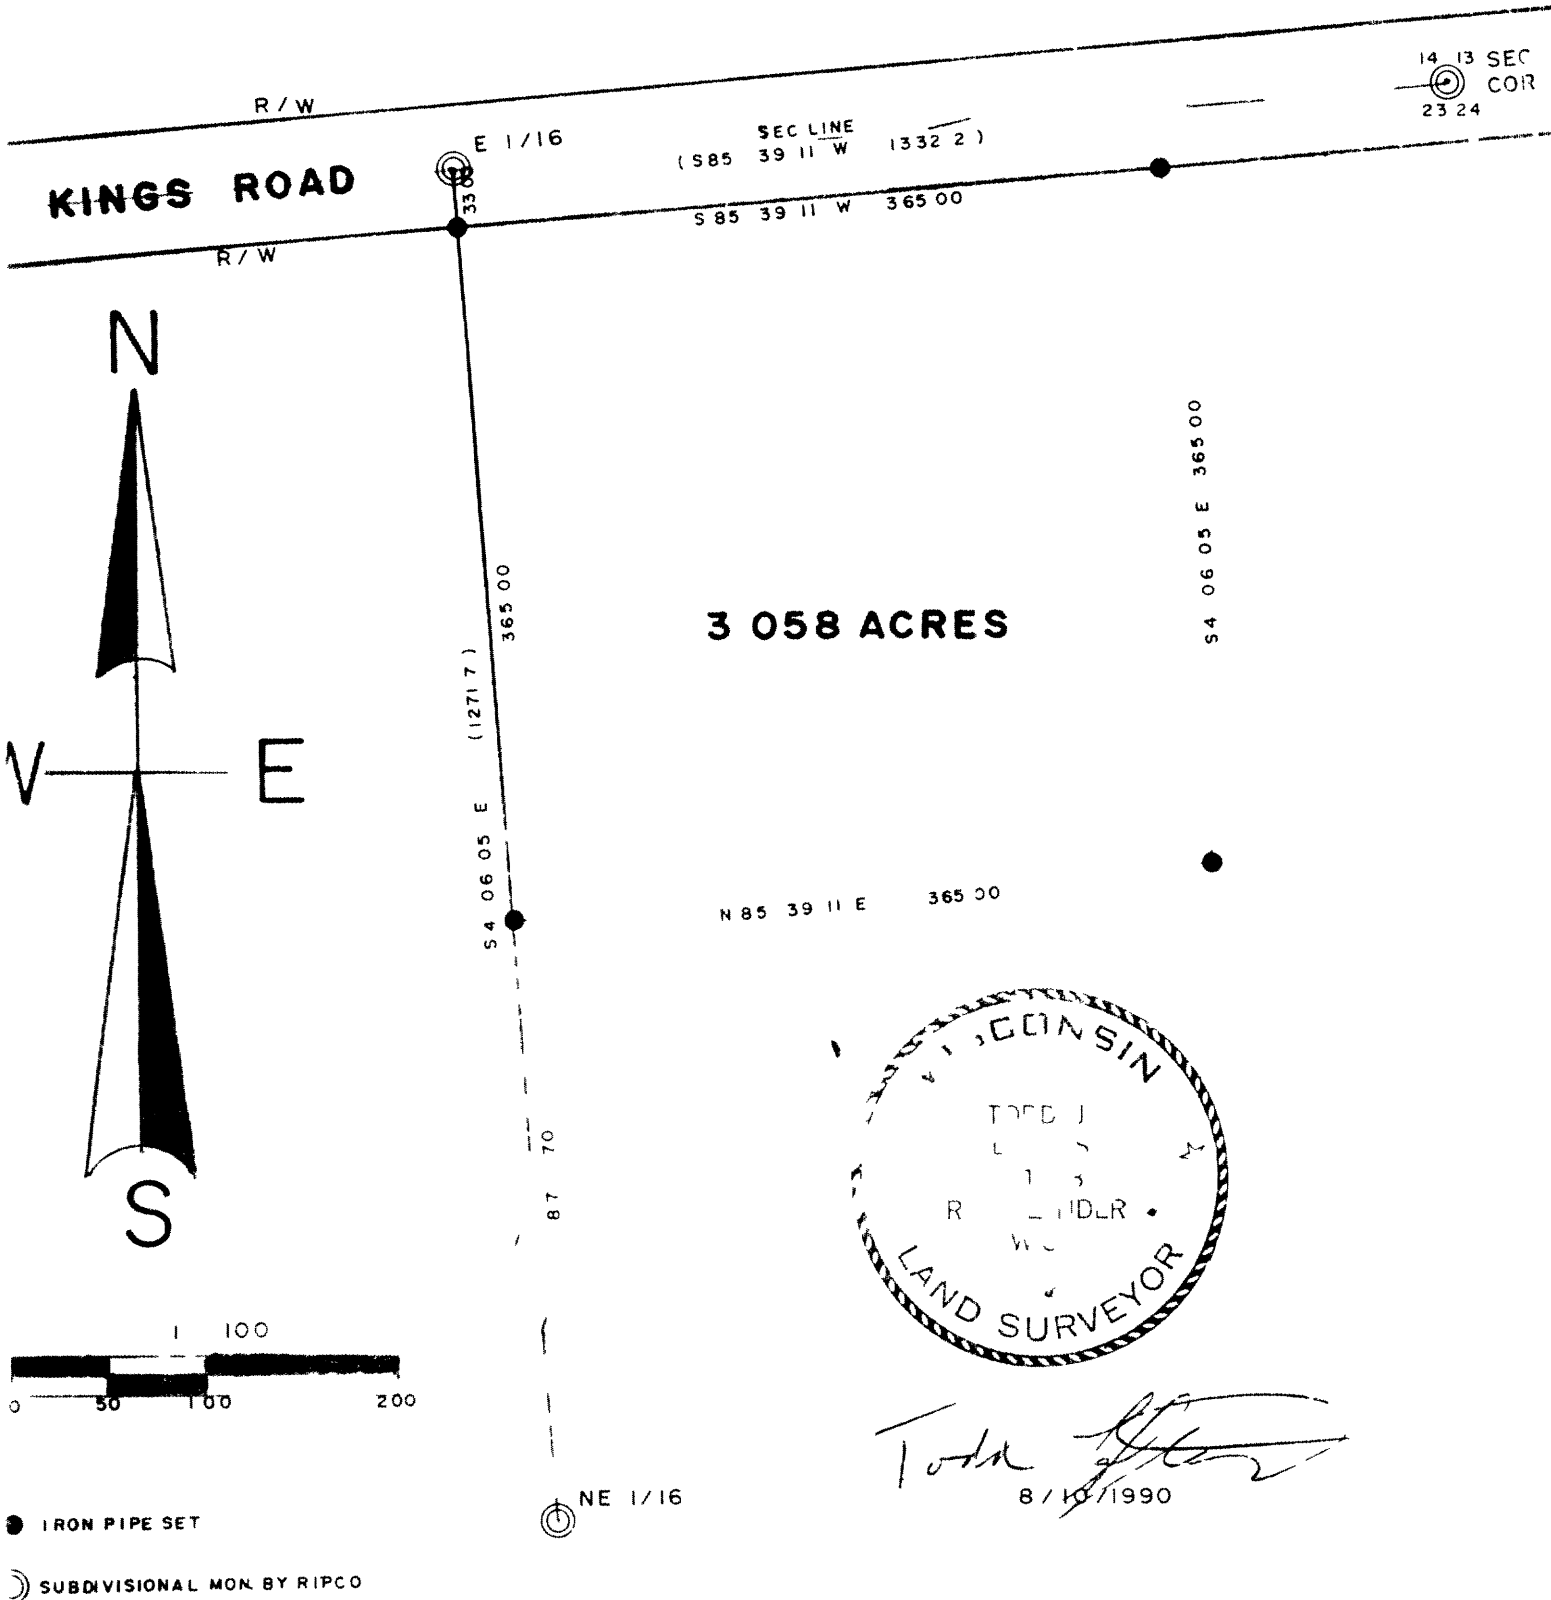 14 13 SEC
COR
23 24
R/W
E 1/16
SEC LINE
(S85 39 11 W 1332 2)
KINGS ROAD
33 00
S85 39 11 W 365 00
R/W
N
S4 06 05 E 365 00
365 00
3 058 ACRES
(1271 7)
E
S4 06 05 E
N 85 39 11 E 365 00
CONSIN
87 70
S
LAND SURVEYOR
1 100
0 50 100 200
Todd
8/10/1990
NE 1/16
IRON PIPE SET
SUBDIVISIONAL MON. BY RIPCO